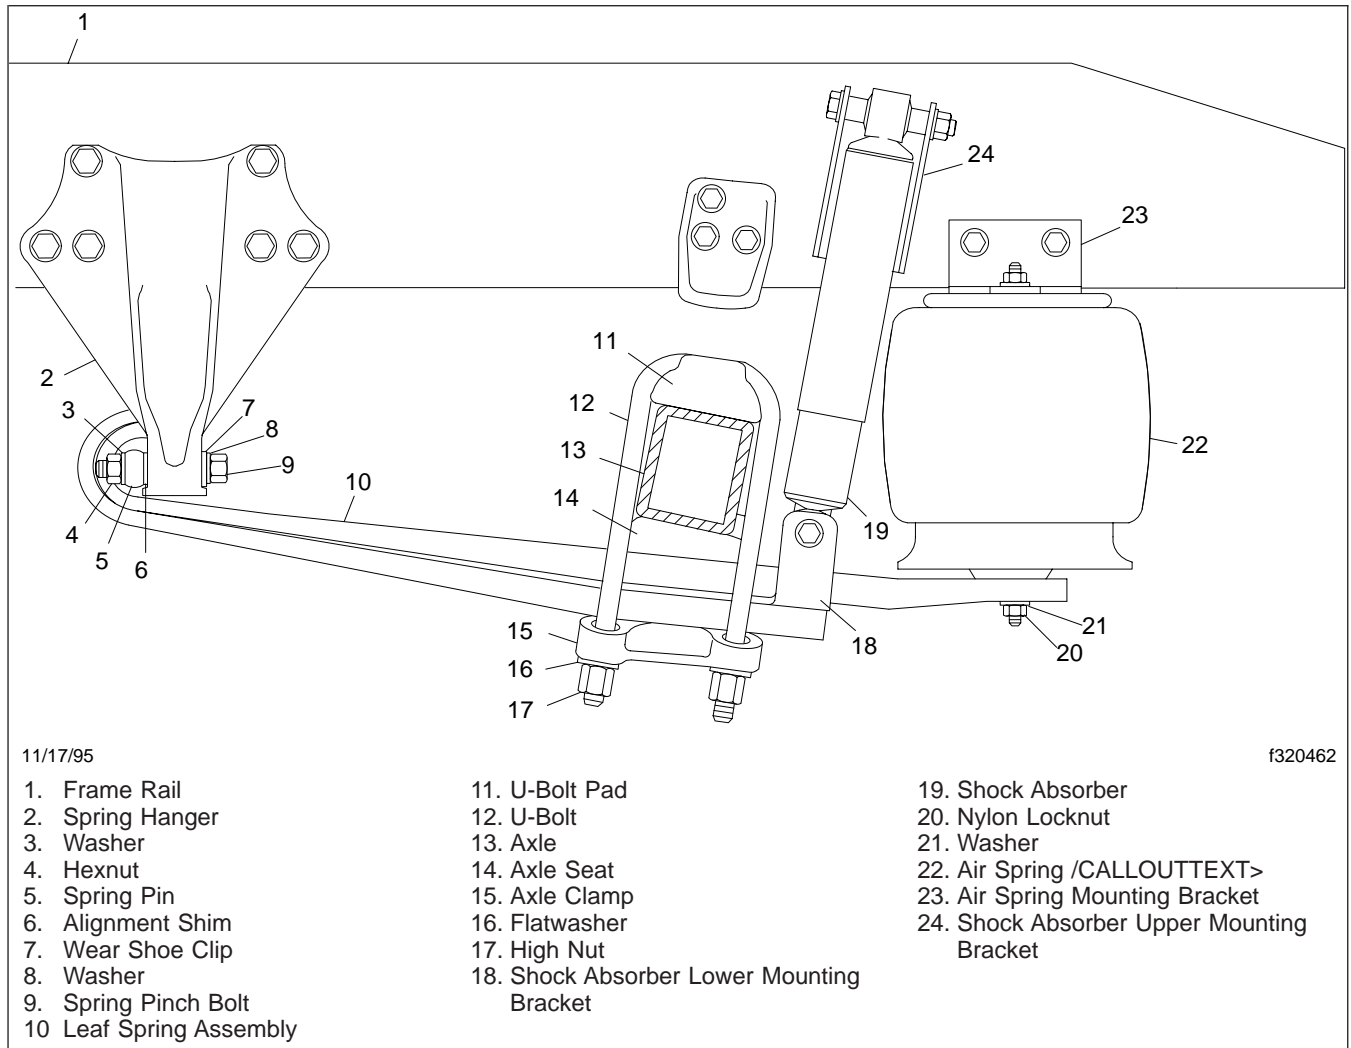 1
24
23
11
2
12
7
3
8
22
13
9
10
14
19
4
5
6
21
15
18
20
16
17
11/17/95
f320462
1. Frame Rail
2. Spring Hanger
3. Washer
4. Hexnut
5. Spring Pin
6. Alignment Shim
7. Wear Shoe Clip
8. Washer
9. Spring Pinch Bolt
10 Leaf Spring Assembly
11. U-Bolt Pad
12. U-Bolt
13. Axle
14. Axle Seat
15. Axle Clamp
16. Flatwasher
17. High Nut
18. Shock Absorber Lower Mounting
Bracket
19. Shock Absorber
20. Nylon Locknut
21. Washer
22. Air Spring /CALLOUTTEXT>
23. Air Spring Mounting Bracket
24. Shock Absorber Upper Mounting
Bracket